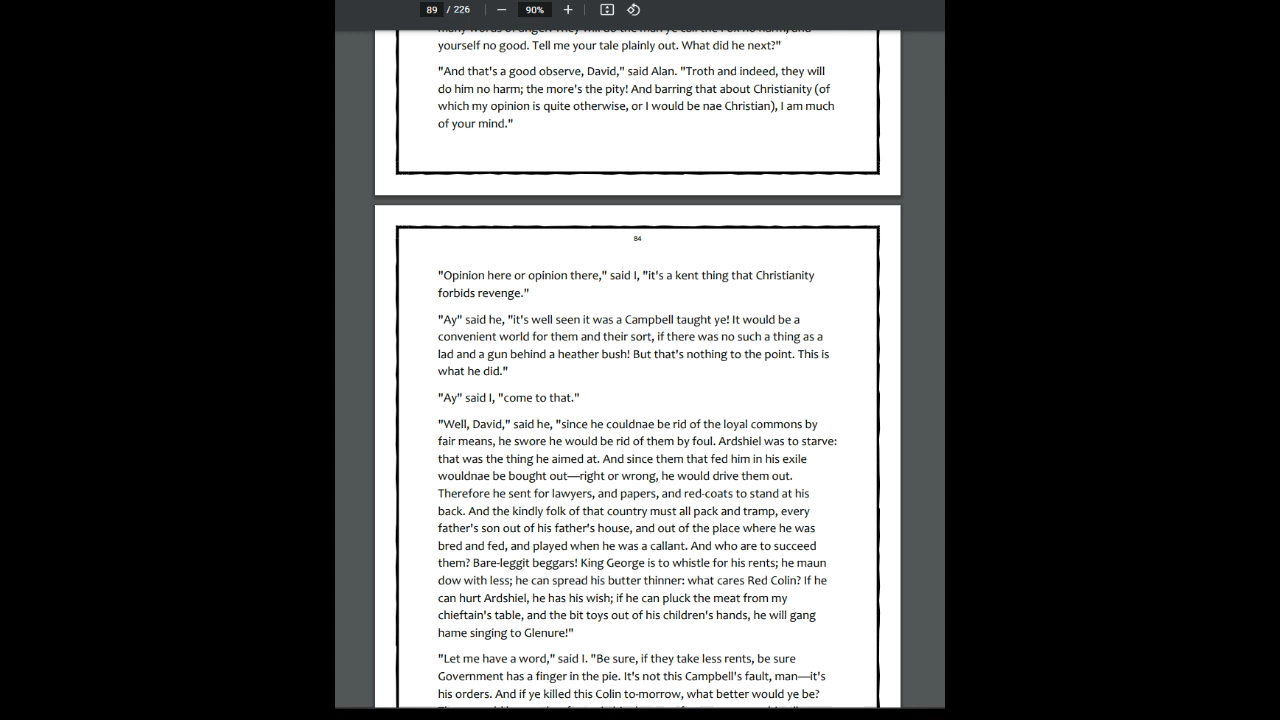 89 / 226 — 90% +
yourself no good. Tell me your tale plainly out. What did he next?"
"And that's a good observe, David," said Alan. "Troth and indeed, they will
do him no harm; the more's the pity! And barring that about Christianity (of
which my opinion is quite otherwise, or I would be nae Christian), I am much
of your mind."
84
"Opinion here or opinion there," said I, "it's a kent thing that Christianity
forbids revenge."
"Ay" said he, "it's well seen it was a Campbell taught ye! It would be a
convenient world for them and their sort, if there was no such a thing as a
lad and a gun behind a heather bush! But that's nothing to the point. This is
what he did."
"Ay" said I, "come to that."
"Well, David," said he, "since he couldnae be rid of the loyal commons by
fair means, he swore he would be rid of them by foul. Ardshiel was to starve:
that was the thing he aimed at. And since them that fed him in his exile
wouldnae be bought out—right or wrong, he would drive them out.
Therefore he sent for lawyers, and papers, and red-coats to stand at his
back. And the kindly folk of that country must all pack and tramp, every
father's son out of his father's house, and out of the place where he was
bred and fed, and played when he was a callant. And who are to succeed
them? Bare-leggit beggars! King George is to whistle for his rents; he maun
dow with less; he can spread his butter thinner: what cares Red Colin? If he
can hurt Ardshiel, he has his wish; if he can pluck the meat from my
chieftain's table, and the bit toys out of his children's hands, he will gang
hame singing to Glenure!"
"Let me have a word," said I. "Be sure, if they take less rents, be sure
Government has a finger in the pie. It's not this Campbell's fault, man—it's
his orders. And if ye killed this Colin to-morrow, what better would ye be?